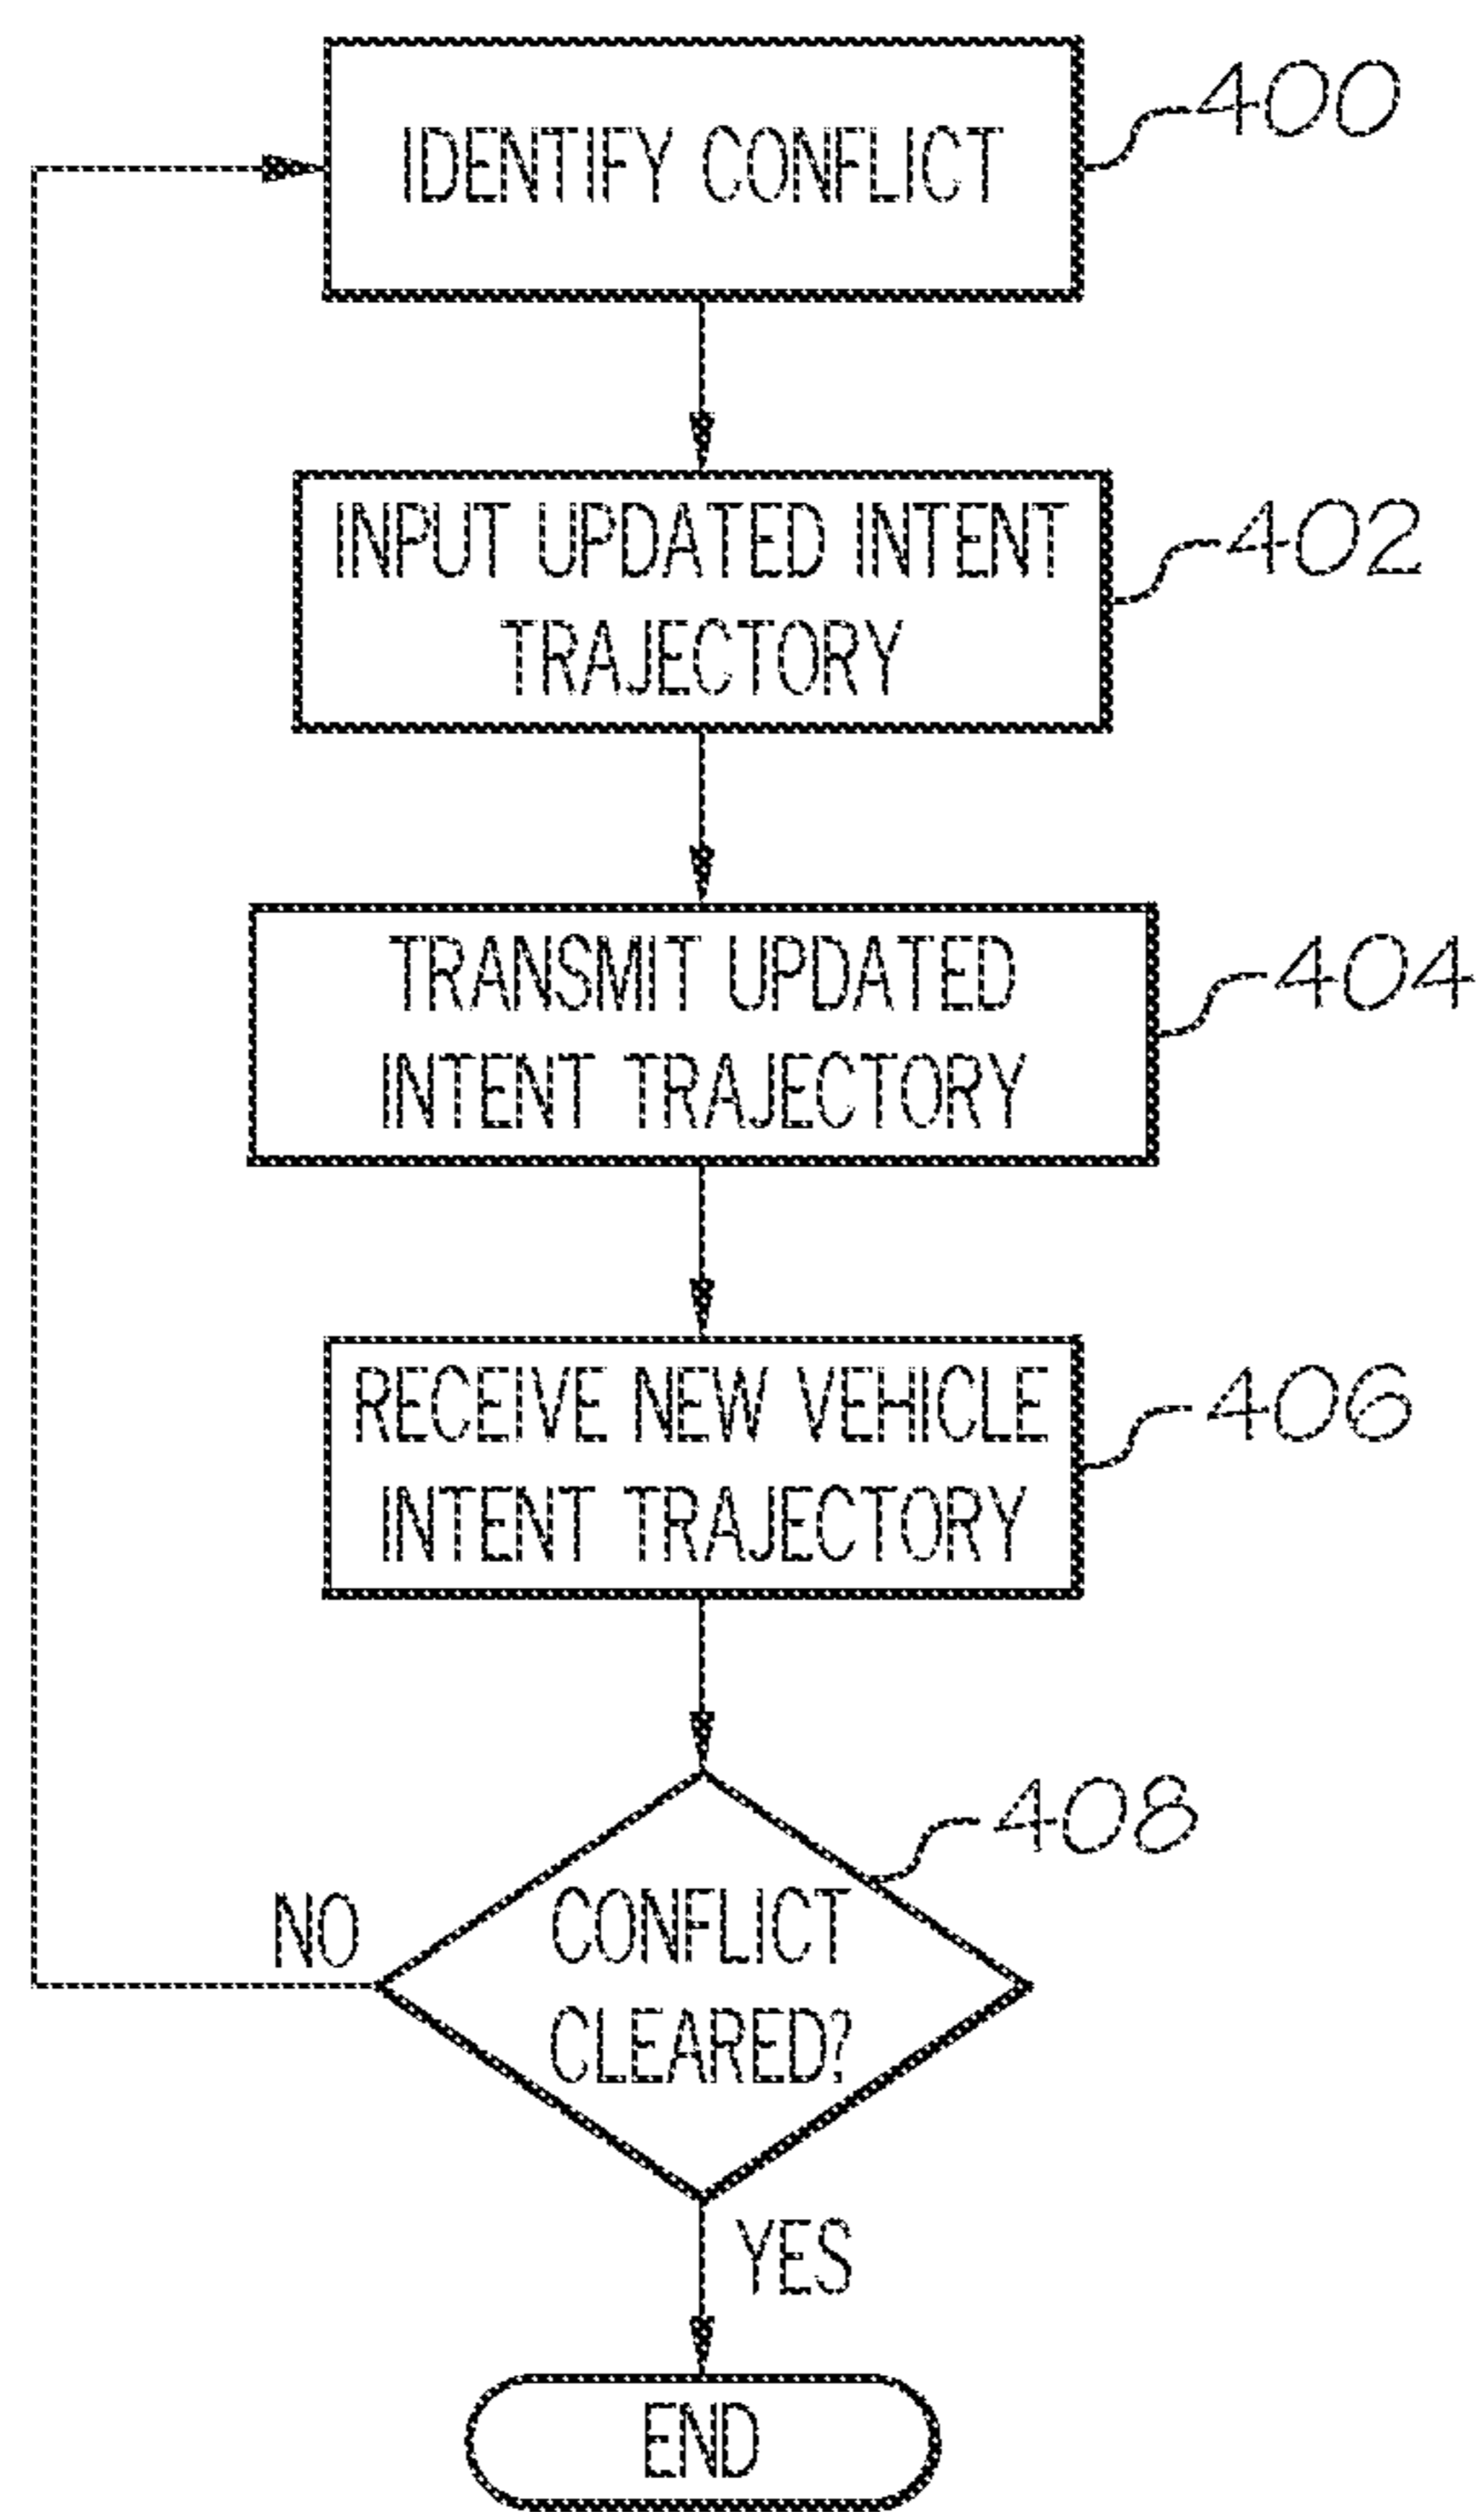 IDENTIFY CONFLICT
400
INPUT UPDATED INTENT
TRAJECTORY
402
TRANSMIT UPDATED
INTENT TRAJECTORY
404
RECEIVE NEW VEHICLE
INTENT TRAJECTORY
406
408
CONFLICT
CLEARED?
NO
YES
END